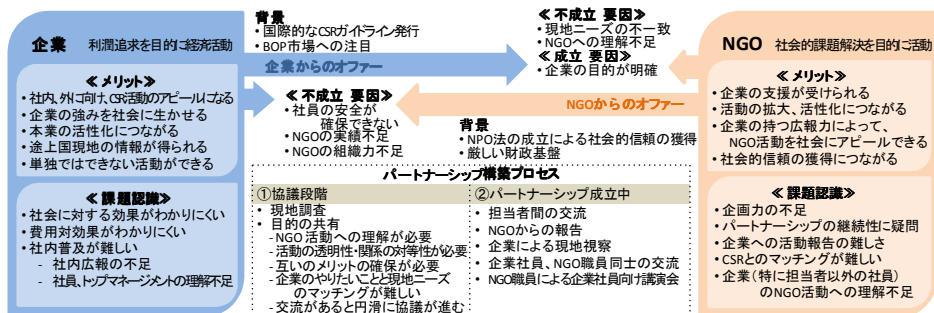 企業 利潤追求を目的に経済活動
≪ メリット≫
・社内、外に向け、CSR活動のアピールになる
・企業の強みを社会に生かせる
・本業の活性化につながる
・途上国現地の情報が得られる
・単独ではできない活動ができる
≪ 課題認識≫
・社会に対する効果がわかりにくい
・費用対効果がわかりにくい
・社内普及が難しい
- 社内広報の不足
- 社員、トップマネージメントの理解不足
背景
・国際的なCSRガイドライン発行
・BOP市場への注目
企業からのオファー
≪ 不成立 要因≫
・現地ニーズの不一致
・NGOへの理解不足
≪ 成立 要因≫
・企業の目的が明確
≪ 不成立 要因≫
・社員の安全が
確保できない
・NGOの実績不足
・NGOの組織力不足
NGOからのオファー
背景
・NPO法の成立による社会的信頼の獲得
・厳しい財政基盤
パートナーシップ構築プロセス
①協議段階
・ 現地調査
・ 目的の共有
- NGO 活動への理解が必要
- 活動の透明性・関係の対等性が必要
- 互いのメリットの確保が必要
- 企業のやりたいことと現地ニーズ
のマッチングが難しい
- 交流があると円滑に協議が進む
②パートナーシップ成立中
・ 担当者間の交流
・ NGOからの報告
・ 企業による現地視察
・ 企業社員、NGO職員同士の交流
・ NGO職員による企業社員向け講演会
NGO 社会的課題解決を目的に活動
≪ メリット≫
・企業の支援が受けられる
・活動の拡大、活性化につながる
・企業の持つ広報力によって、
NGO活動を社会にアピールできる
・社会的信頼の獲得につながる
≪ 課題認識≫
・企画力の不足
・パートナーシップの継続性に疑問
・企業への活動報告の難しさ
・CSRとのマッチングが難しい
・企業（特に担当者以外の社員）
のNGO活動への理解不足